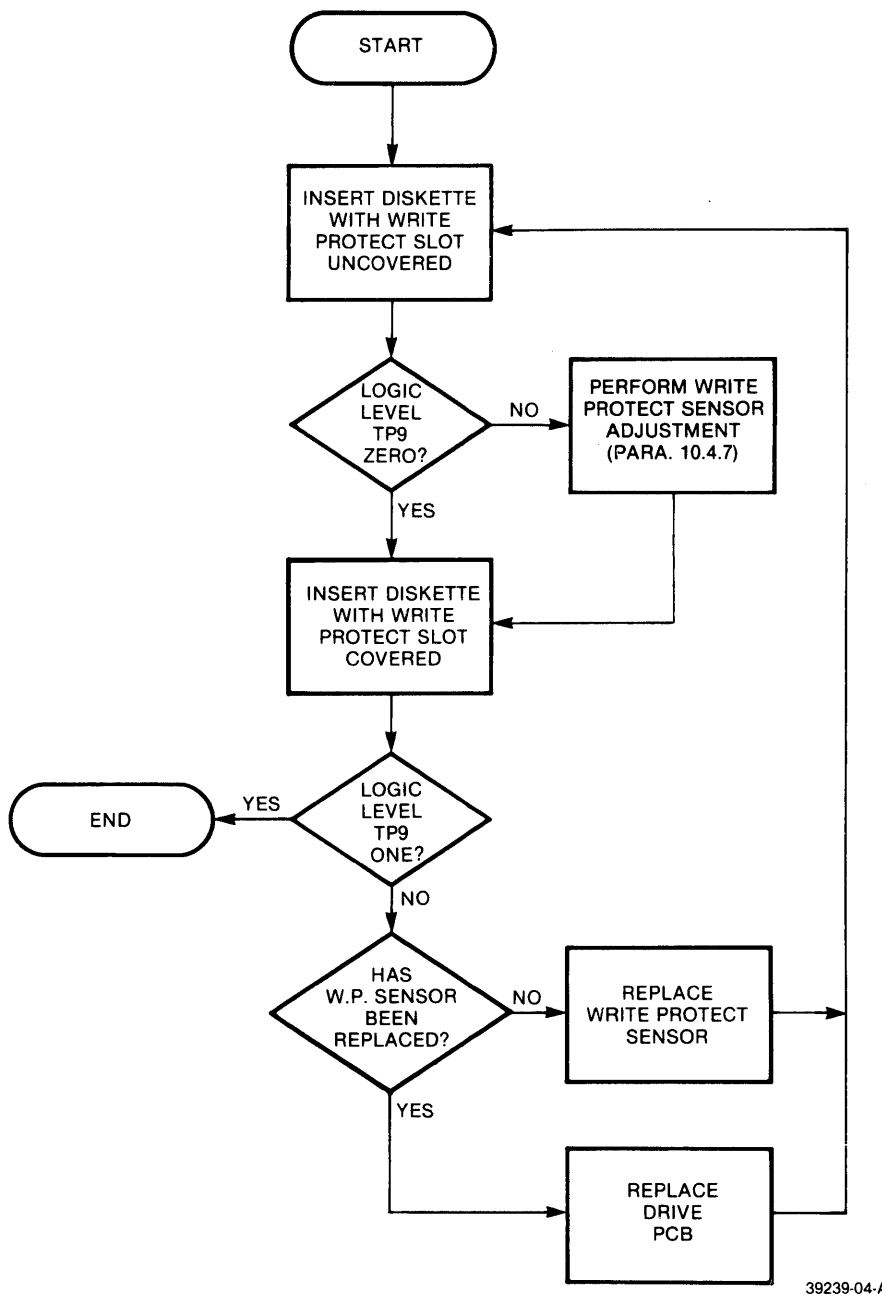 START
INSERT DISKETTE
WITH WRITE
PROTECT SLOT
UNCOVERED
LOGIC
LEVEL
TP9
ZERO?
NO
PERFORM WRITE
PROTECT SENSOR
ADJUSTMENT
(PARA. 10.4.7)
YES
INSERT DISKETTE
WITH WRITE
PROTECT SLOT
COVERED
LOGIC
LEVEL
TP9
ONE?
YES
END
NO
HAS
W.P. SENSOR
BEEN
REPLACED?
NO
REPLACE
WRITE PROTECT
SENSOR
YES
REPLACE
DRIVE
PCB
39239-04-A